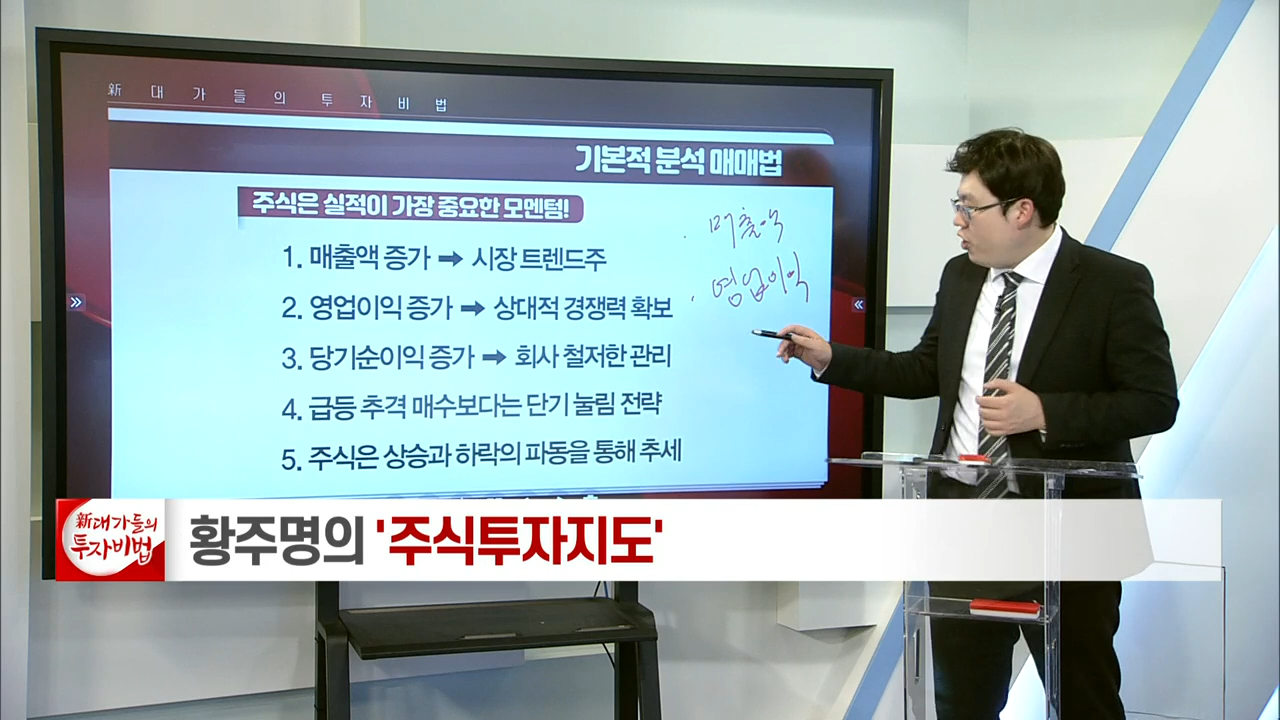 新 대 가 들 의 투 자 비 법
기본적 분석 매매법
주식은 실적이 가장 중요한 모멘텀!
1. 매출액 증가 ➡ 시장 트렌드주
2. 영업이익 증가 ➡ 상대적 경쟁력 확보
3. 당기순이익 증가 ➡ 회사 철저한 관리
4. 급등 추격 매수보다는 단기 눌림 전략
5. 주식은 상승과 하락의 파동을 통해 추세
· 매출액
· 영업이익
新대가들의
투자비법
황주명의 '주식투자지도'